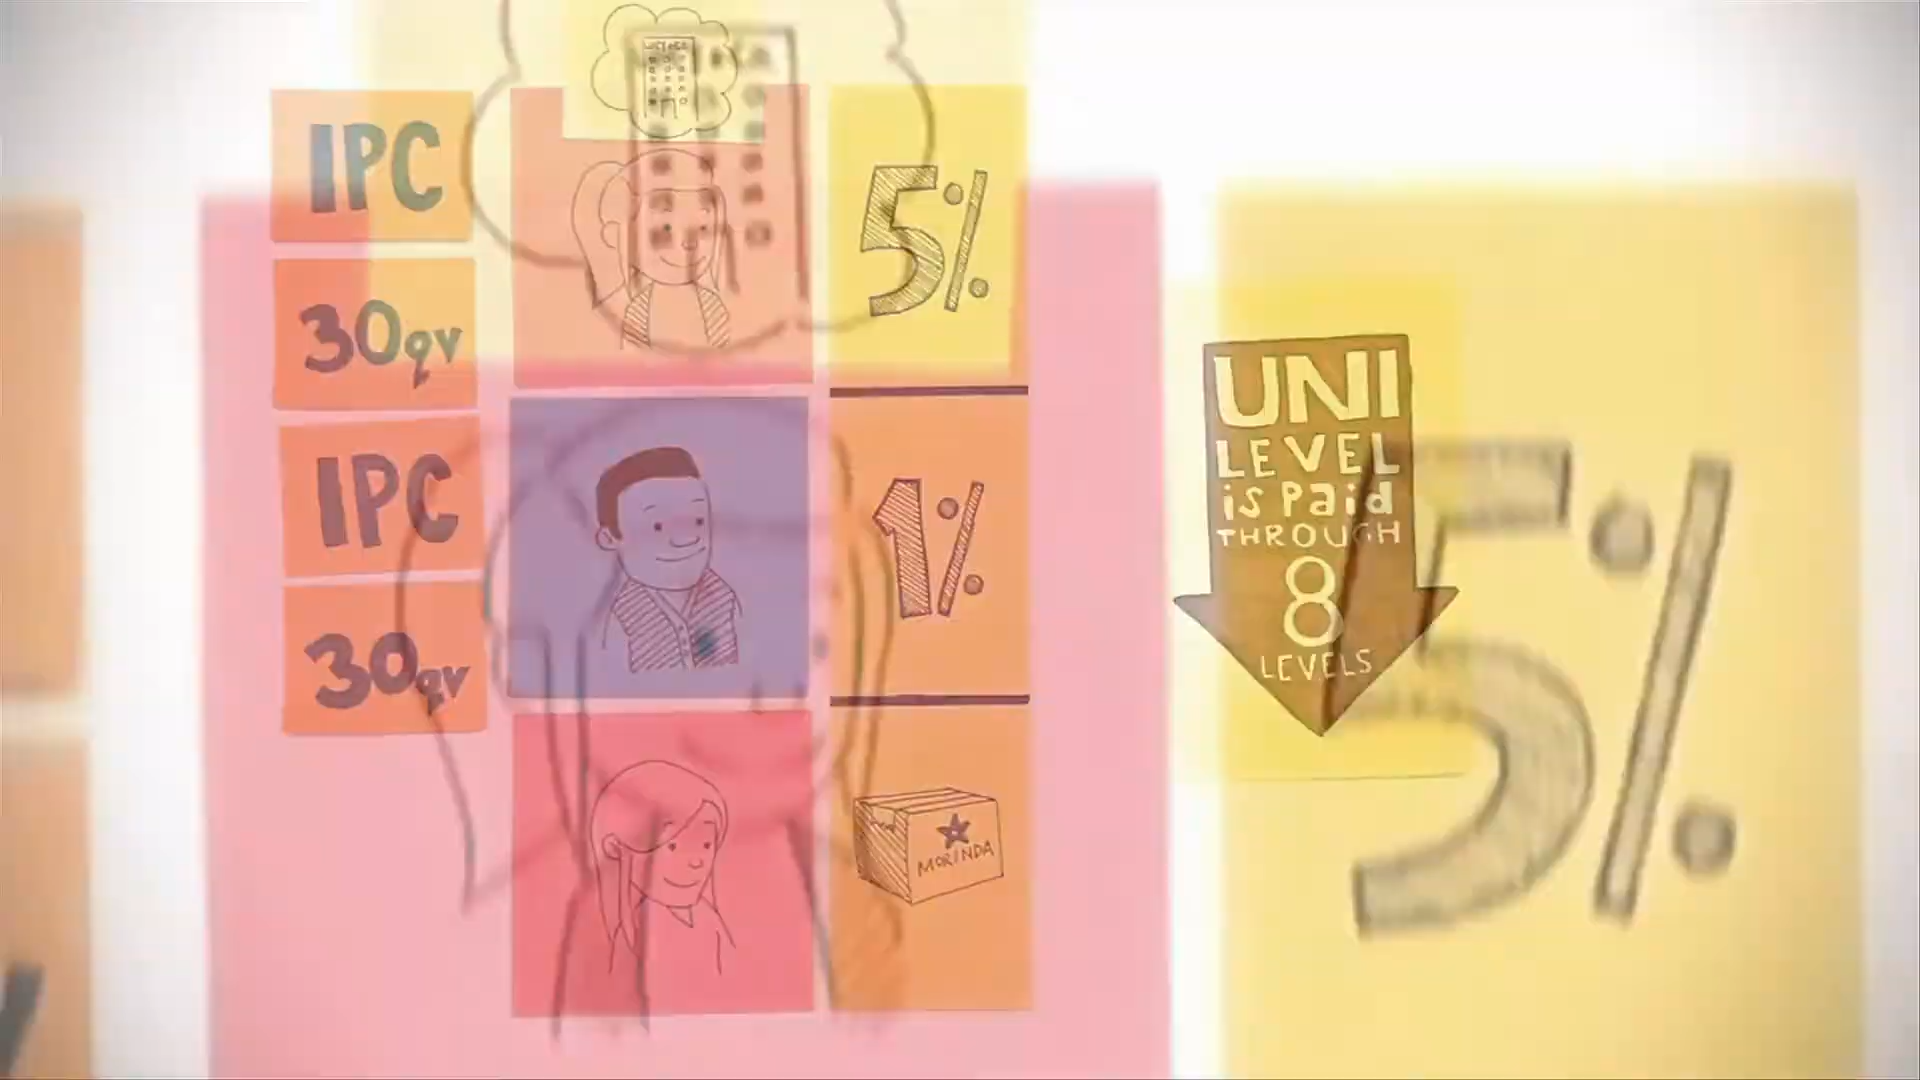 IPC
30qv
IPC
30qv
5%
1%
MORINDA
UNI
LEVEL
is Paid
THROUGH
8
LEVELS
5%